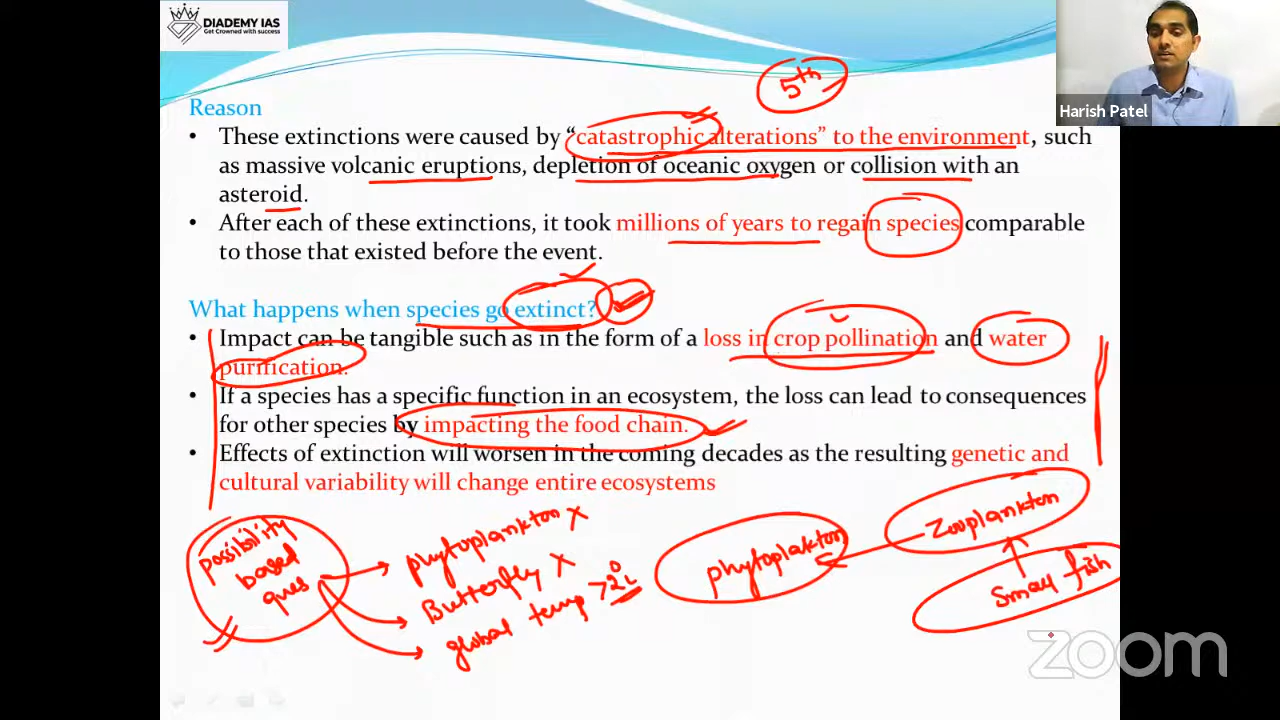 DIADEMY IAS
Get Crowned with success
Harish Patel
5th
Reason
• These extinctions were caused by “catastrophic alterations” to the environment, such
as massive volcanic eruptions, depletion of oceanic oxygen or collision with an
asteroid.
• After each of these extinctions, it took millions of years to regain species comparable
to those that existed before the event.
What happens when species go extinct?
• Impact can be tangible such as in the form of a loss in crop pollination and water
purification.
• If a species has a specific function in an ecosystem, the loss can lead to consequences
for other species by impacting the food chain.
• Effects of extinction will worsen in the coming decades as the resulting genetic and
cultural variability will change entire ecosystems
possibility
based
ques
phytoplankton X
Butterfly X
global temp >2°C
phytoplakton
Zooplankton
Small fish
zoom